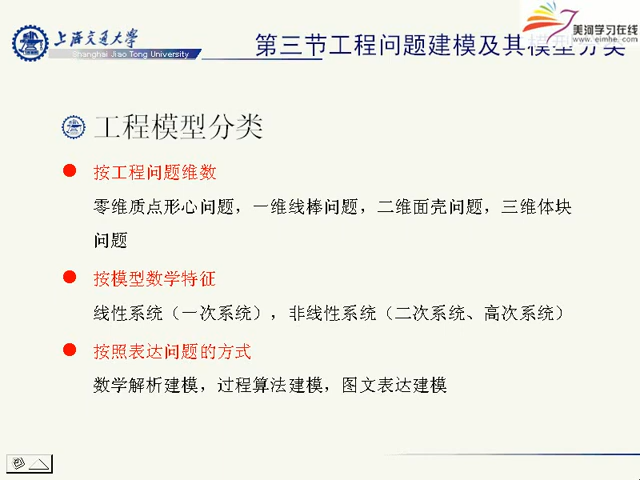 上海交通大学
Shanghai Jiao Tong University
第三节工程问题建模及其模型分类
美河学习在线
www.eimhe.com
工程模型分类
按工程问题维数
零维质点形心问题，一维线棒问题，二维面壳问题，三维体块
问题
按模型数学特征
线性系统（一次系统），非线性系统（二次系统、高次系统）
按照表达问题的方式
数学解析建模，过程算法建模，图文表达建模